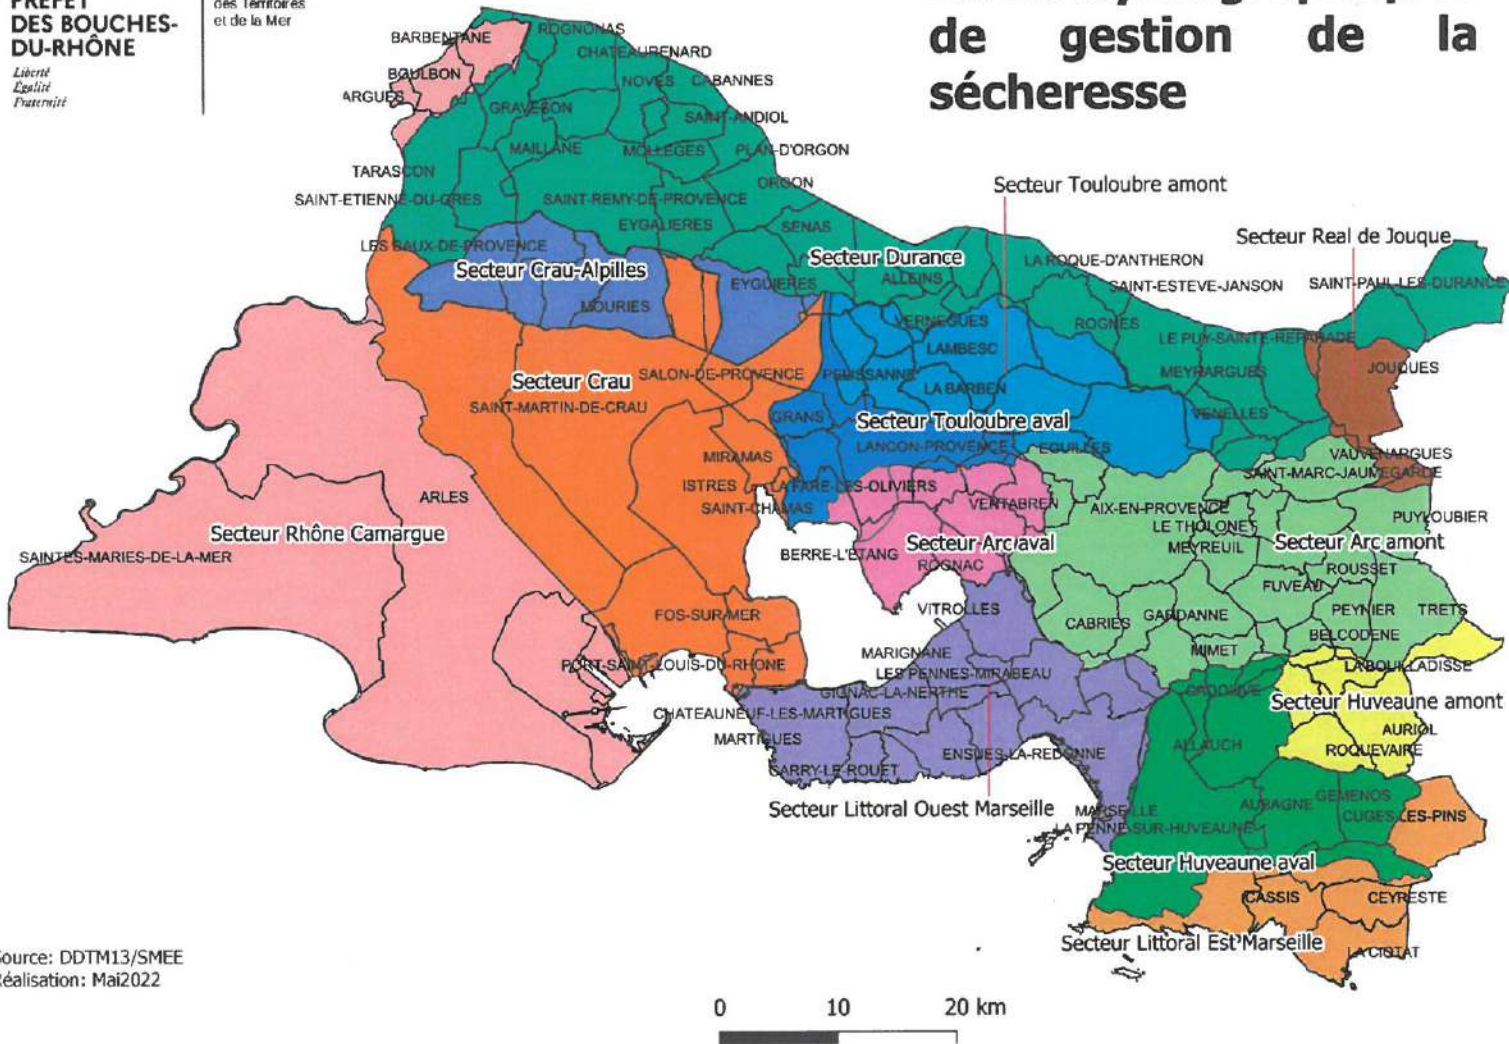 PRÉFET
DES BOUCHES-
DU-RHÔNE
Liberté
Égalité
Fraternité
des Territoires
et de la Mer
de gestion de la
sécheresse
BARBENTANE
ROGNONAS
CHATEAURENARD
BOULBON
NOVES
CABANNES
ARGUES
GRAVESON
SAINT-ANDIOL
MAILLANE
MOLLEGES
PLAN-D'ORGON
TARASCON
ORGON
Secteur Touloubre amont
SAINT-ETIENNE-DU-GRES
SAINT-REMY-DE-PROVENCE
EYGALIERES
SENAS
Secteur Real de Jouque
LES BAUX-DE-PROVENCE
Secteur Durance
LA ROQUE-D'ANTHERON
Secteur Crau-Alpilles
ALLEINS
EYGUIERES
SAINT-ESTEVE-JANSON
SAINT-PAUL-LES-DURANCE
MOURIES
VERNEGUES
ROGNES
LE PUY-SAINTE-REPARADE
LAMBESC
JOUQUES
SALON-DE-PROVENCE
PELISSANNE
MEYRARGUES
Secteur Crau
LA BARBEN
SAINT-MARTIN-DE-CRAU
GRANS
Secteur Touloubre aval
VENELLES
LANCON-PROVENCE
EGUILLES
MIRAMAS
VAUVENARGUES
SAINT-MARC-JAUMEGARDE
ISTRES
LA FARE-LES-OLIVIERS
ARLES
SAINT-CHAMAS
VENTABREN
AIX-EN-PROVENCE
PUYLOUBIER
LE THOLONET
Secteur Rhône Camargue
Secteur Arc aval
MEYREUIL
Secteur Arc amont
SAINTES-MARIES-DE-LA-MER
BERRE-L'ÉTANG
ROGNAC
ROUSSET
FUVEAU
VITROLLES
FOS-SUR-MER
CABRIES
GARDANNE
PEYNIER
TRETS
BELCODENE
MARIGNANE
MIMET
PORT-SAINT-LOUIS-DU-RHONE
LES PENNES-MIRABEAU
LA BOUILLADISSE
GIGNAC-LA-NERTHE
CADOLIVE
Secteur Huveaune amont
CHATEAUNEUF-LES-MARTIGUES
AURIOL
MARTIGUES
ENSUES-LA-REDONNE
ALLAUCH
ROQUEVAIRE
CARRY-LE-ROUET
Secteur Littoral Ouest Marseille
MARSEILLE
AUBAGNE
GEMENOS
CUGES-LES-PINS
LA PENNE-SUR-HUVEAUNE
Secteur Huveaune aval
CASSIS
CEYRESTE
Secteur Littoral Est Marseille
LA CIOTAT
Source: DDTM13/SMEE
Réalisation: Mai2022
0 10 20 km